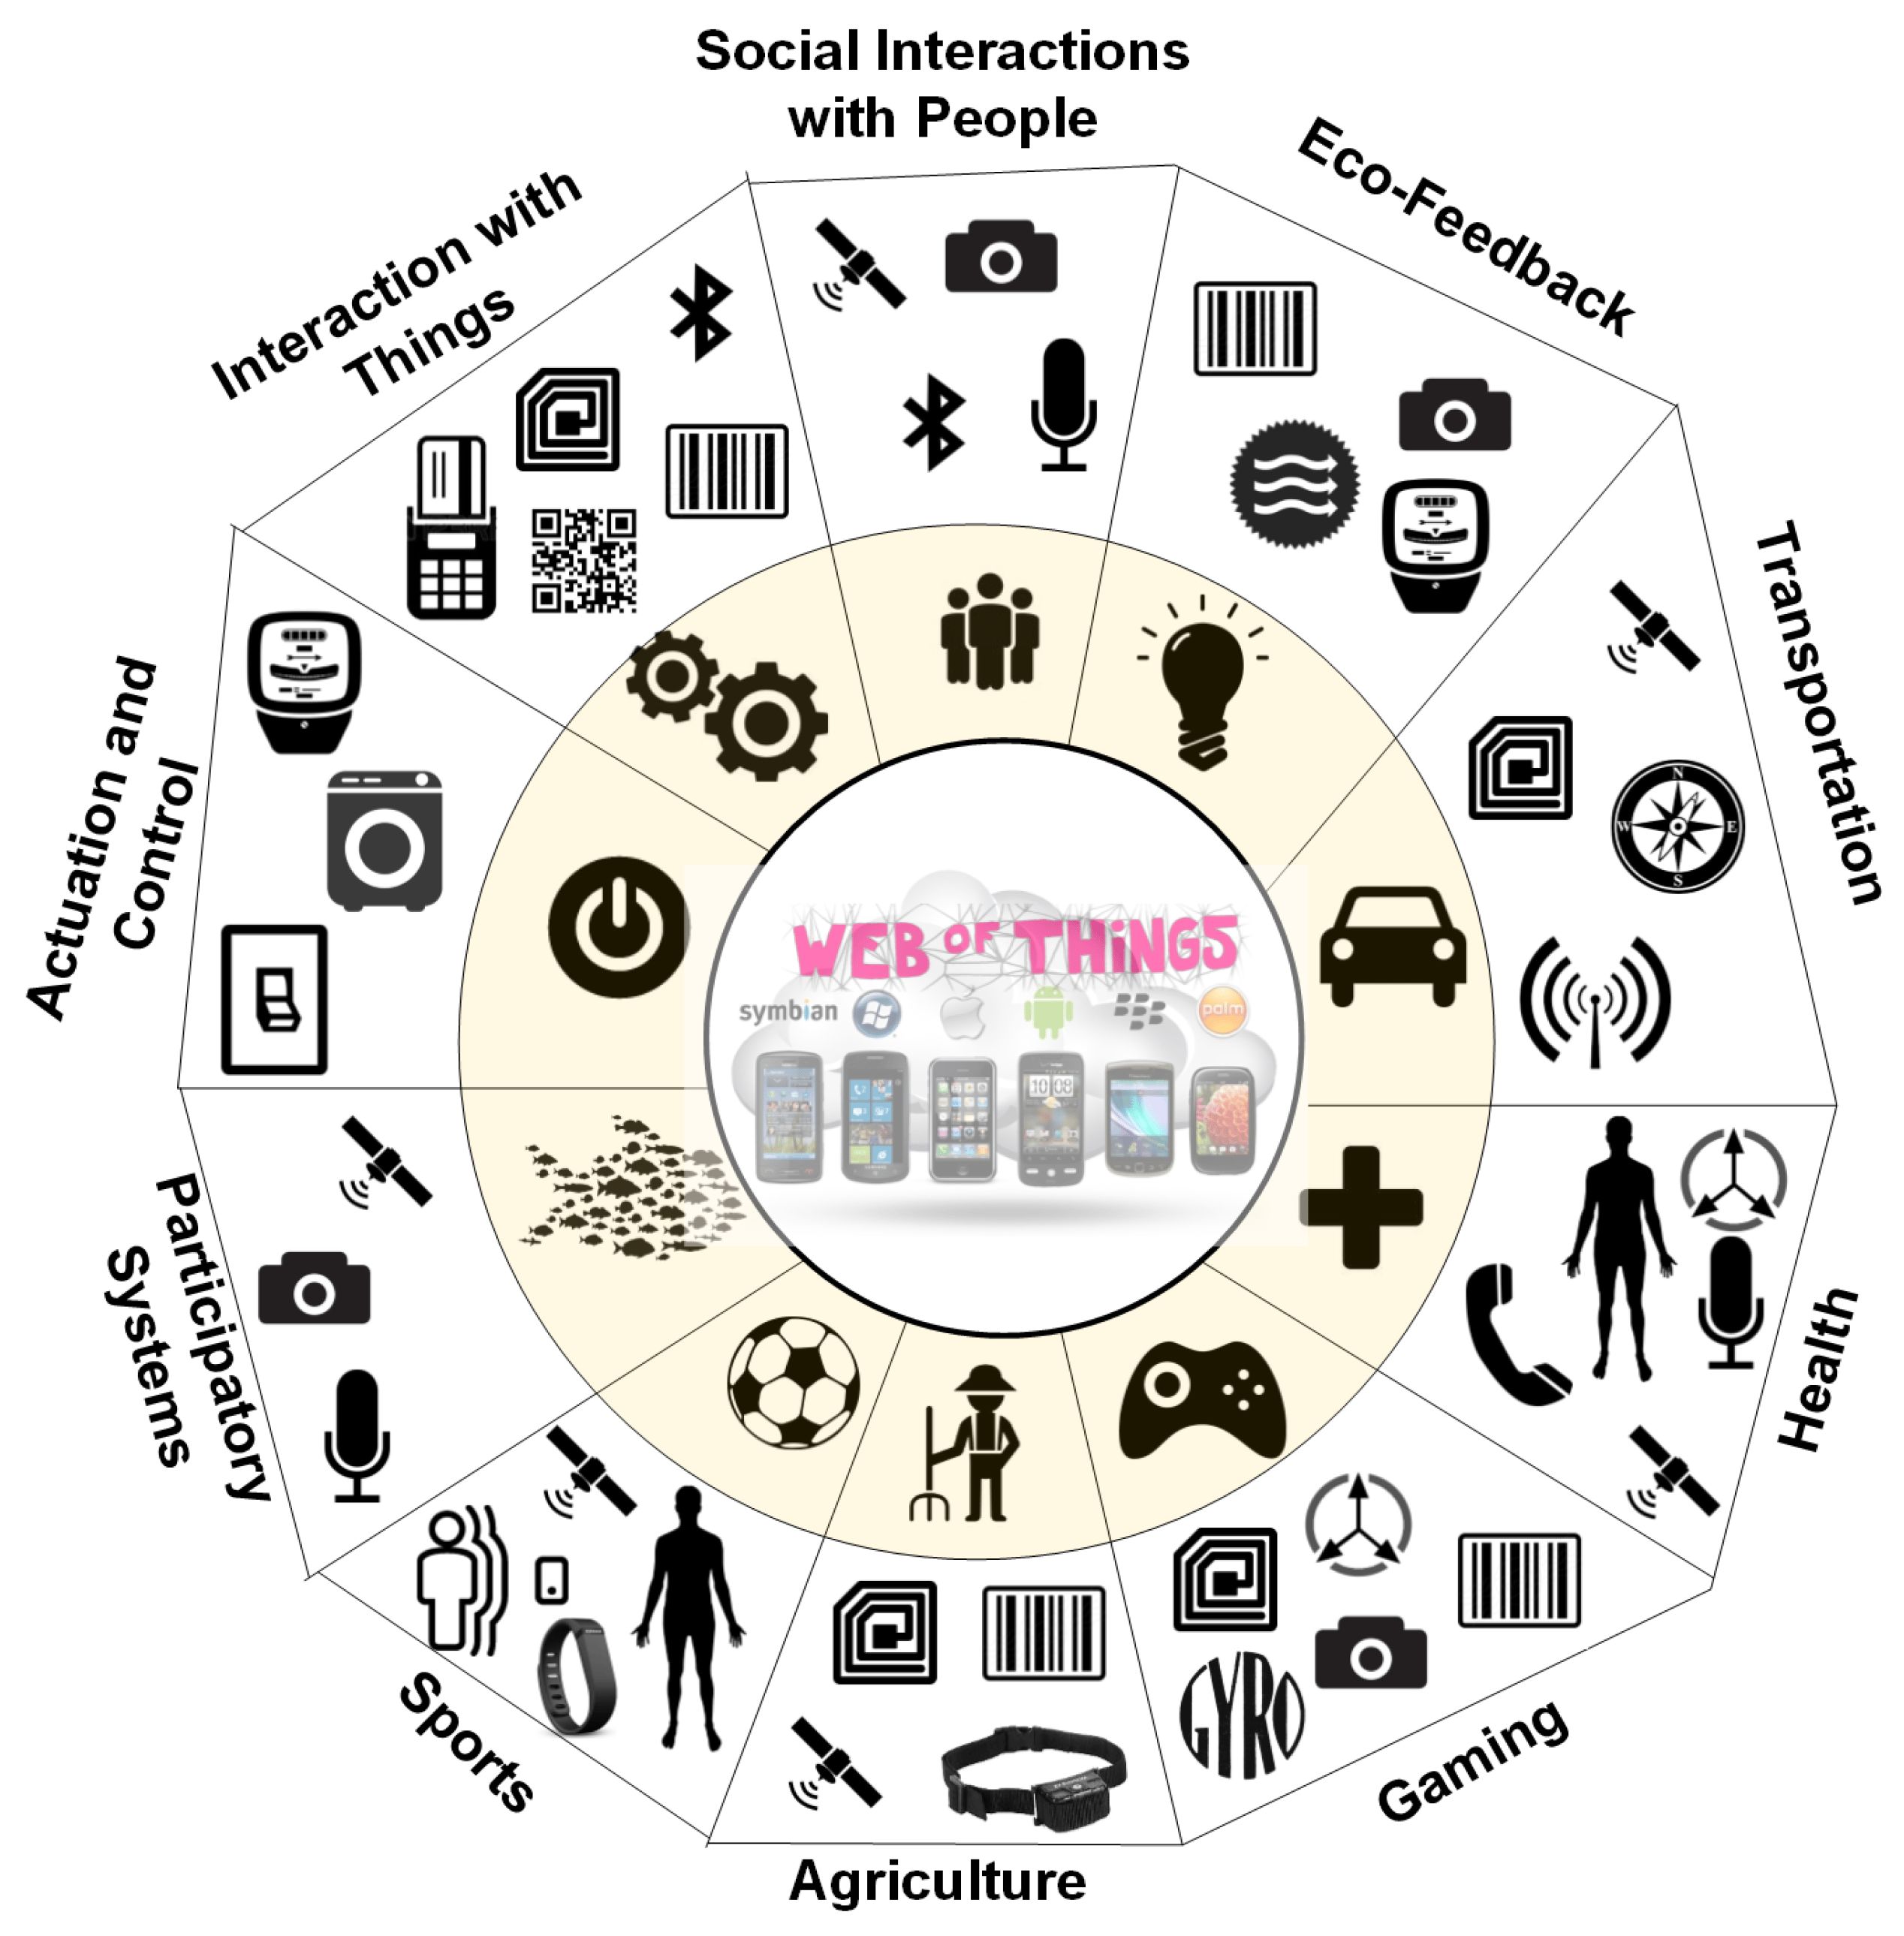 Social Interactions
with People
Eco-Feedback
Interaction with
Things
Transportation
Actuation and
Control
N
W
E
S
WEB OF THiNGS
symbian
palm
10 08
Participatory
Systems
Health
Sports
GYRO
Gaming
Agriculture